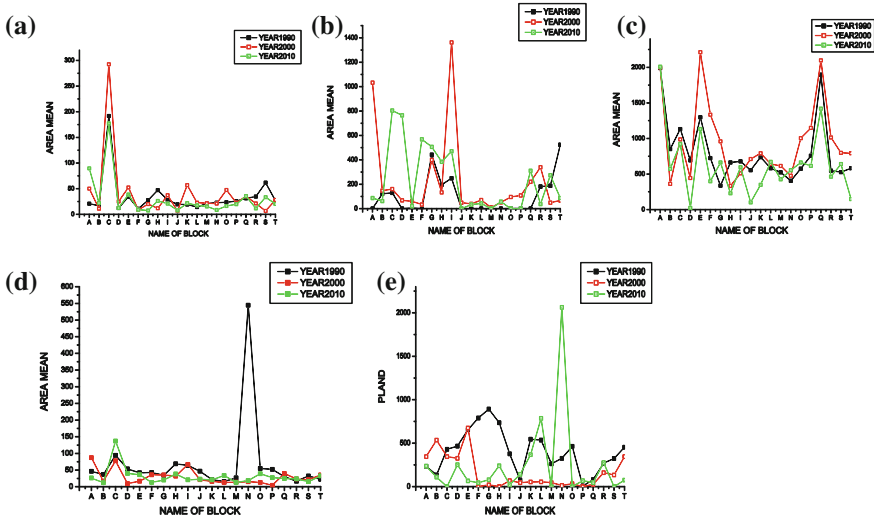 (a)
YEAR1990
YEAR2000
YEAR2010
AREA MEAN
300
250
200
150
100
50
0
A B C D E F G H I J K L M N O P Q R S T
NAME OF BLOCK
(b)
YEAR1990
YEAR2000
YEAR2010
AREA MEAN
1400
1200
1000
800
600
400
200
0
A B C D E F G H I J K L M N O P Q R S T
NAME OF BLOCK
(c)
YEAR1990
YEAR2000
YEAR2010
AREA MEAN
2000
1500
1000
500
0
A B C D E F G H I J K L M N O P Q R S T
NAME OF BLOCK
(d)
YEAR1990
YEAR2000
YEAR2010
AREA MEAN
600
550
500
450
400
350
300
250
200
150
100
50
0
A B C D E F G H I J K L M N O P Q R S T
NAME OF BLOCK
(e)
YEAR1990
YEAR2000
YEAR2010
PLAND
2000
1500
1000
500
0
A B C D E F G H I J K L M N O P Q R S T
NAME OF BLOCK